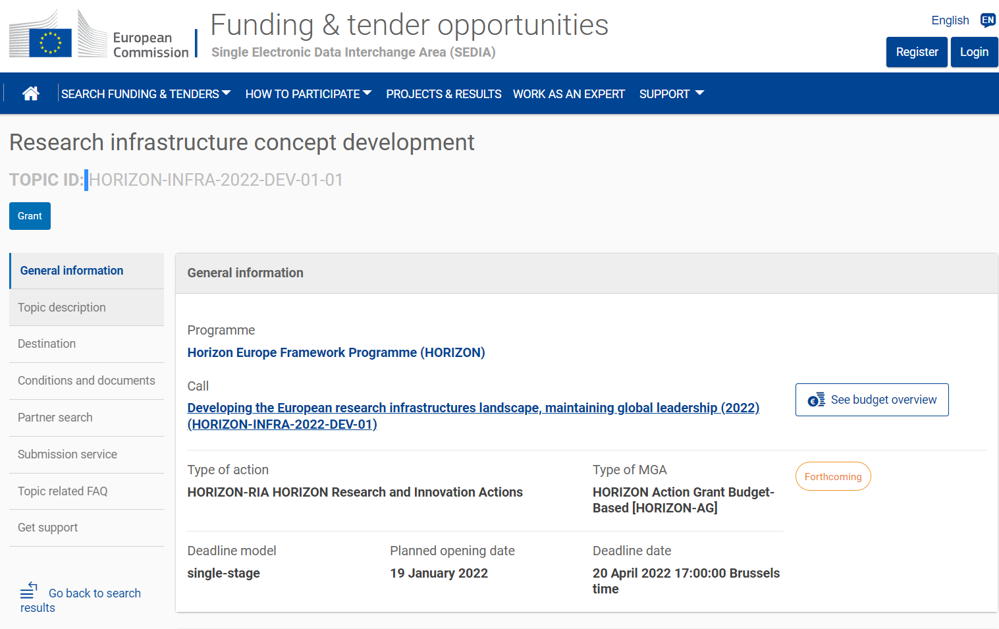 European
Commission
Funding & tender opportunities
Single Electronic Data Interchange Area (SEDIA)
English EN
Register Login
SEARCH FUNDING & TENDERS HOW TO PARTICIPATE PROJECTS & RESULTS WORK AS AN EXPERT SUPPORT
Research infrastructure concept development
TOPIC ID: HORIZON-INFRA-2022-DEV-01-01
Grant
General information
Topic description
Destination
Conditions and documents
Partner search
Submission service
Topic related FAQ
Get support
Go back to search
results
General information
Programme
Horizon Europe Framework Programme (HORIZON)
Call
Developing the European research infrastructures landscape, maintaining global leadership (2022)
(HORIZON-INFRA-2022-DEV-01)
€ See budget overview
Type of action
HORIZON-RIA HORIZON Research and Innovation Actions
Type of MGA
HORIZON Action Grant Budget-
Based [HORIZON-AG]
Forthcoming
Deadline model
single-stage
Planned opening date
19 January 2022
Deadline date
20 April 2022 17:00:00 Brussels
time